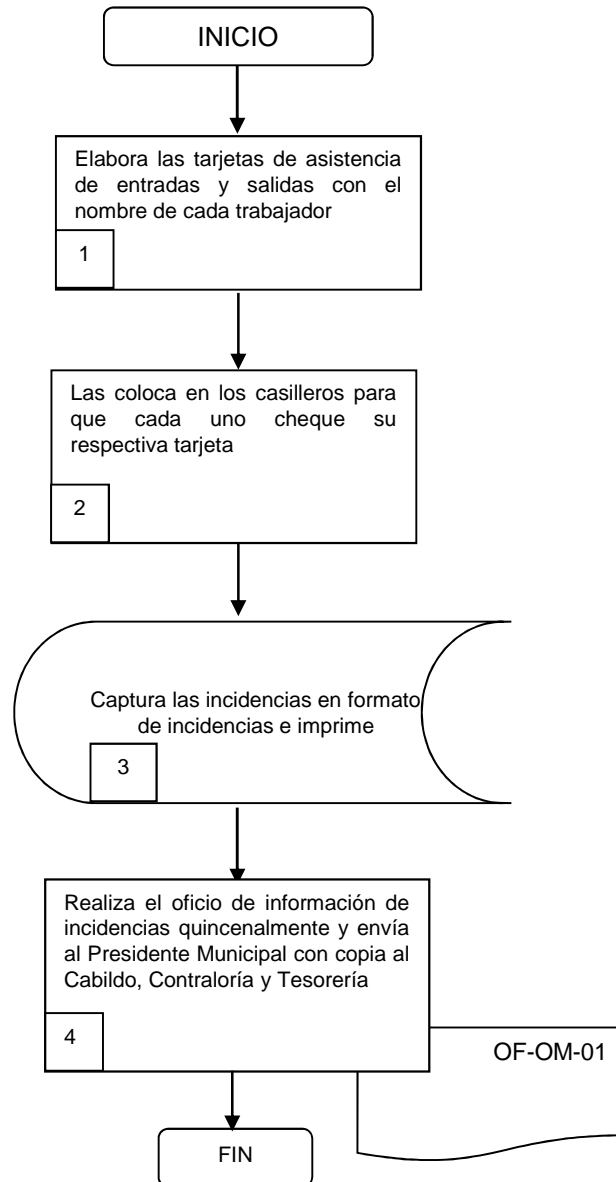 INICIO
Elabora las tarjetas de asistencia
de entradas y salidas con el
nombre de cada trabajador
1
Las coloca en los casilleros para
que cada uno cheque su
respectiva tarjeta
2
Captura las incidencias en formato
de incidencias e imprime
3
Realiza el oficio de información de
incidencias quincenalmente y envía
al Presidente Municipal con copia al
Cabildo, Contraloría y Tesorería
4
OF-OM-01
FIN